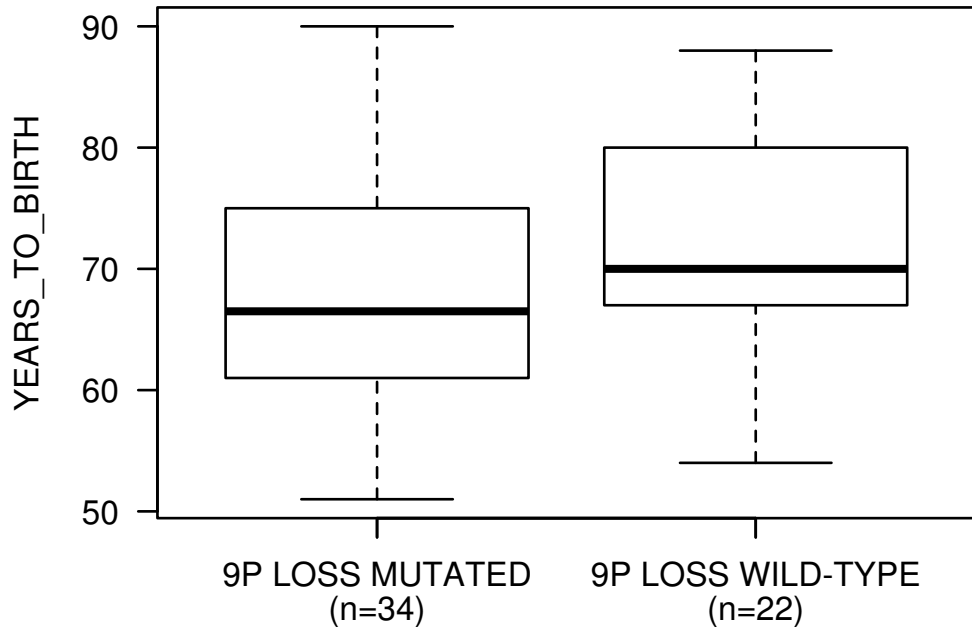 YEARS_TO_BIRTH
90
80
70
60
50
9P LOSS MUTATED
(n=34)
9P LOSS WILD-TYPE
(n=22)